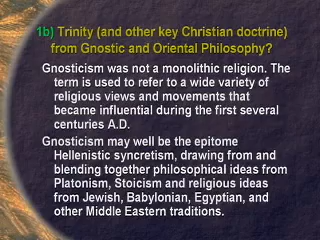 1b) Trinity (and other key Christian doctrine)
from Gnostic and Oriental Philosophy?
Gnosticism was not a monolithic religion. The
term is used to refer to a wide variety of
religious views and movements that
became influential during the first several
centuries A.D.
Gnosticism may well be the epitome
Hellenistic syncretism, drawing from and
blending together philosophical ideas from
Platonism, Stoicism and religious ideas
from Jewish, Babylonian, Egyptian, and
other Middle Eastern traditions.